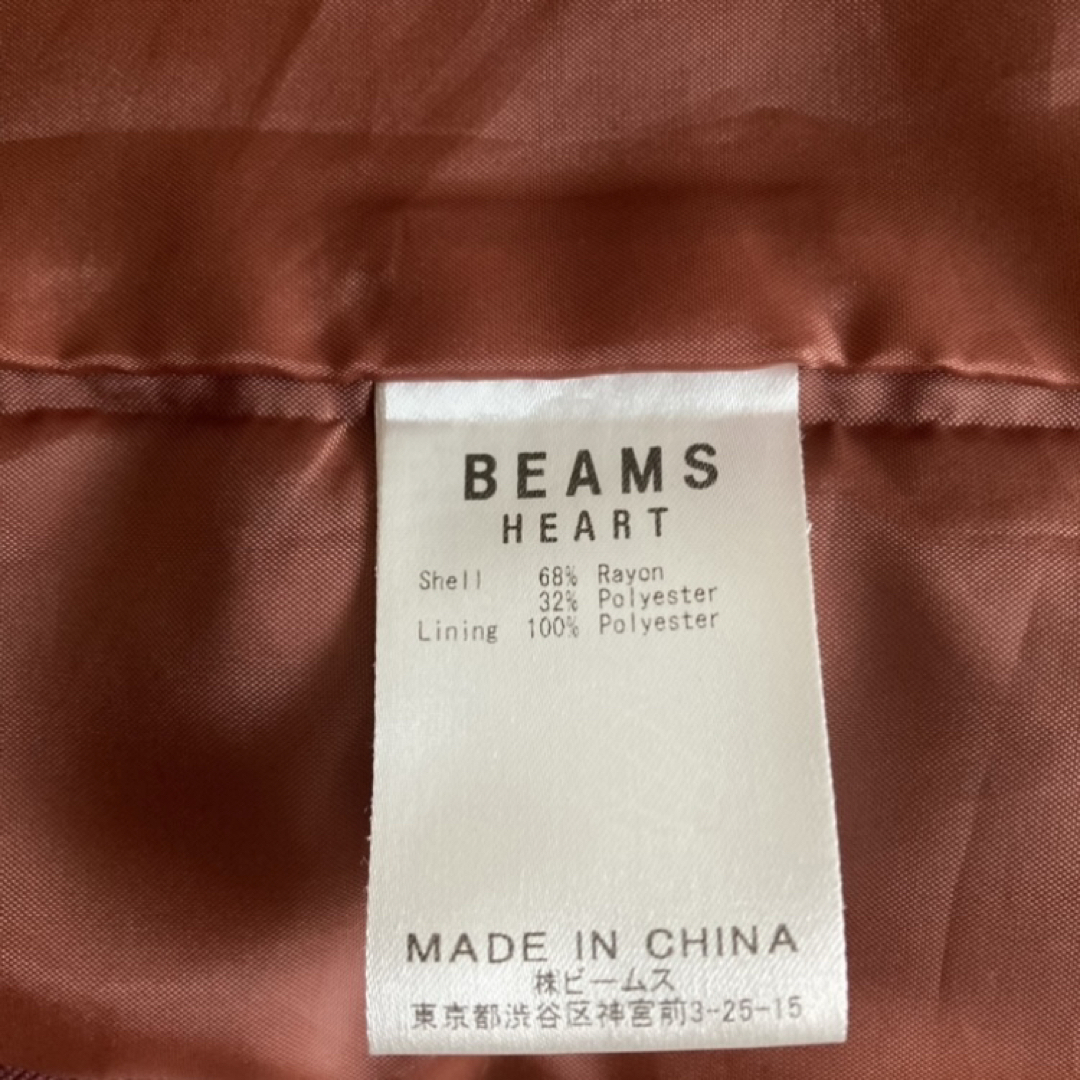 BEAMS
HEART
Shell 68% Rayon
32% Polyester
Lining 100% Polyester
MADE IN CHINA
㈱ビームス
東京都渋谷区神宮前3-25-15